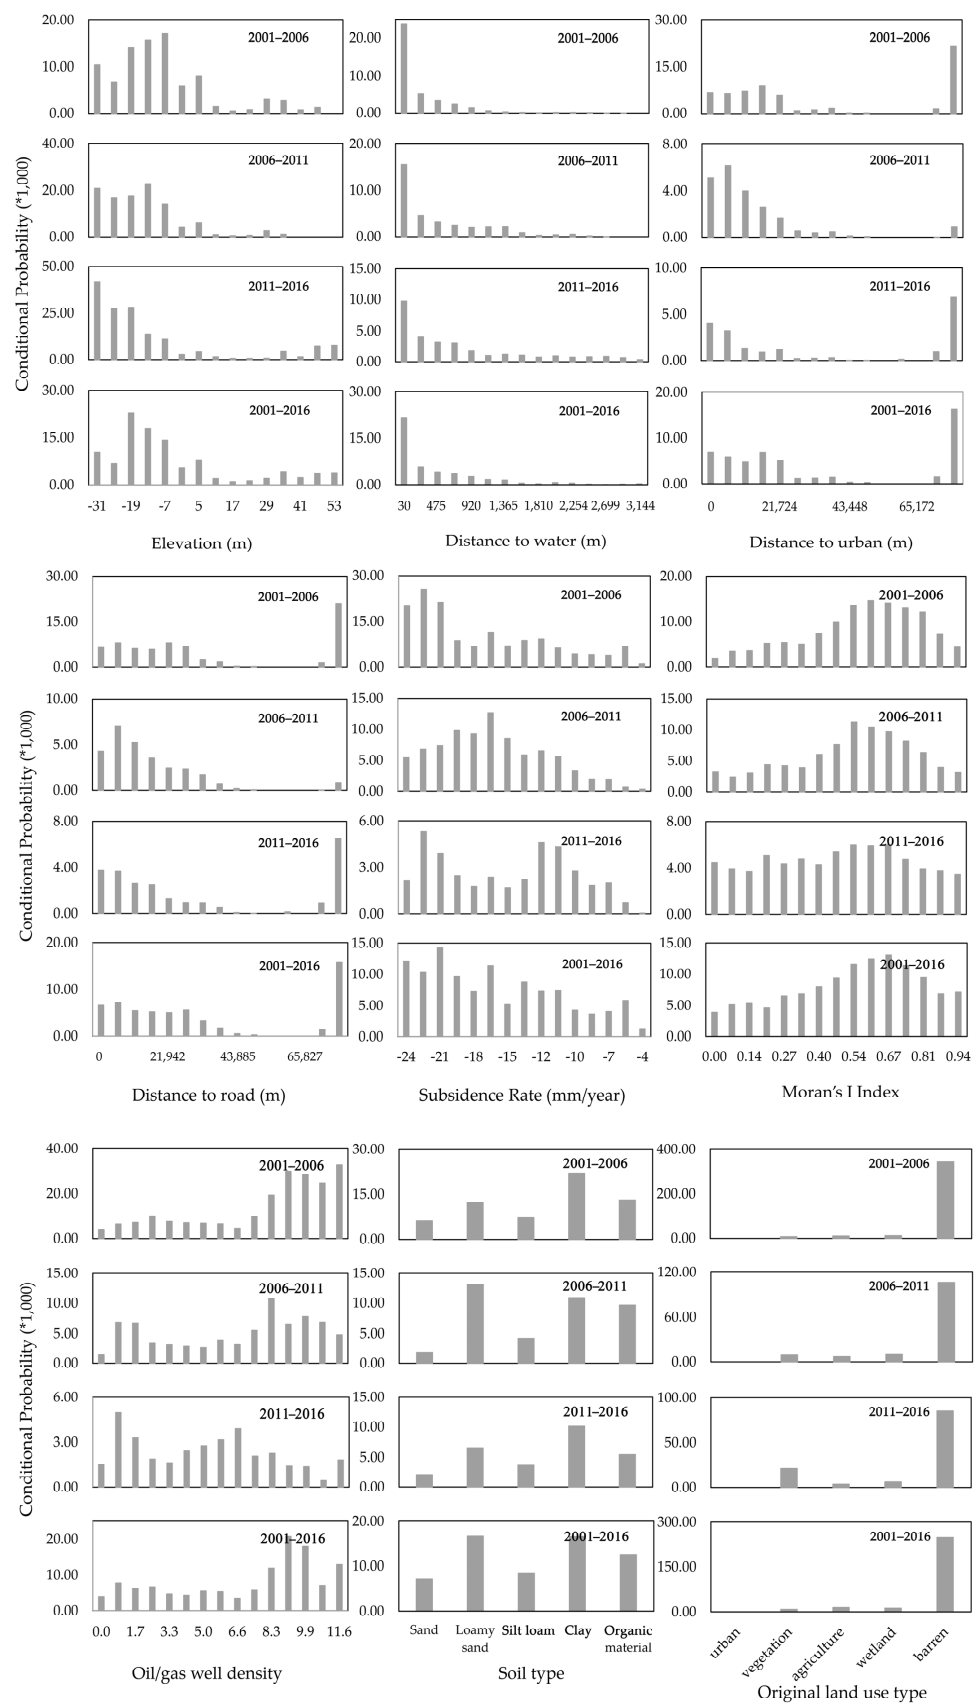 20.00 2001–2006 20.00 2001–2006 30.00 2001–2006
10.00 10.00 15.00
0.00 0.00 0.00
40.00 2006–2011 20.00 2006–2011 8.00 2006–2011
20.00 10.00 4.00
0.00 0.00 0.00
Conditional Probability (*1,000)
50.00 2011–2016 15.00 2011–2016 10.00 2011–2016
25.00 10.00 5.00
5.00
0.00 0.00 0.00
30.00 2001–2016 30.00 2001–2016 20.00 2001–2016
15.00 15.00 10.00
0.00 0.00 0.00
-31 -19 -7 5 17 29 41 53 30 475 920 1,365 1,810 2,254 2,699 3,144 0 21,724 43,448 65,172
Elevation (m) Distance to water (m) Distance to urban (m)
30.00 2001–2006 30.00 2001–2006 20.00 2001–2006
15.00 15.00 10.00
0.00 0.00 0.00
10.00 2006–2011 15.00 2006–2011 15.00 2006–2011
5.00 10.00 10.00
5.00 5.00
0.00 0.00 0.00
Conditional Probability (*1,000)
8.00 2011–2016 6.00 2011–2016 8.00 2011–2016
4.00 3.00 4.00
0.00 0.00 0.00
20.00 2001–2016 15.00 2001–2016 15.00 2001–2016
10.00 10.00 10.00
5.00 5.00
0.00 0.00 0.00
0 21,942 43,885 65,827 -24 -21 -18 -15 -12 -10 -7 -4 0.00 0.14 0.27 0.40 0.54 0.67 0.81 0.94
Distance to road (m) Subsidence Rate (mm/year) Moran's I Index
40.00 2001–2006 30.00 2001–2006 400.00 2001–2006
20.00 15.00 200.00
0.00 0.00 0.00
15.00 2006–2011 15.00 2006–2011 120.00 2006–2011
10.00 10.00 60.00
5.00 5.00
0.00 0.00 0.00
Conditional Probability (*1,000)
6.00 2011–2016 15.00 2011–2016 100.00 2011–2016
3.00 10.00 50.00
5.00
0.00 0.00 0.00
20.00 2001–2016 20.00 2001–2016 300.00 2001–2016
10.00 10.00 150.00
0.00 0.00 0.00
0.0 1.7 3.3 5.0 6.6 8.3 9.9 11.6 Sand Loamy sand Silt loam Clay Organic material urban vegetation agriculture wetland barren
Oil/gas well density Soil type Original land use type